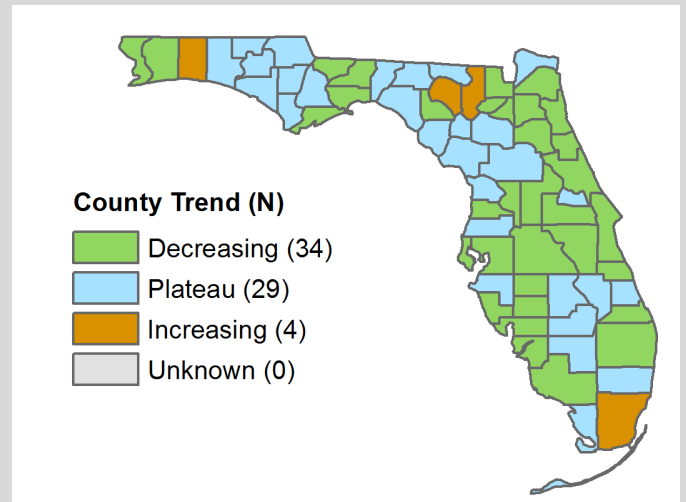 County Trend (N)
Decreasing (34)
Plateau (29)
Increasing (4)
Unknown (0)